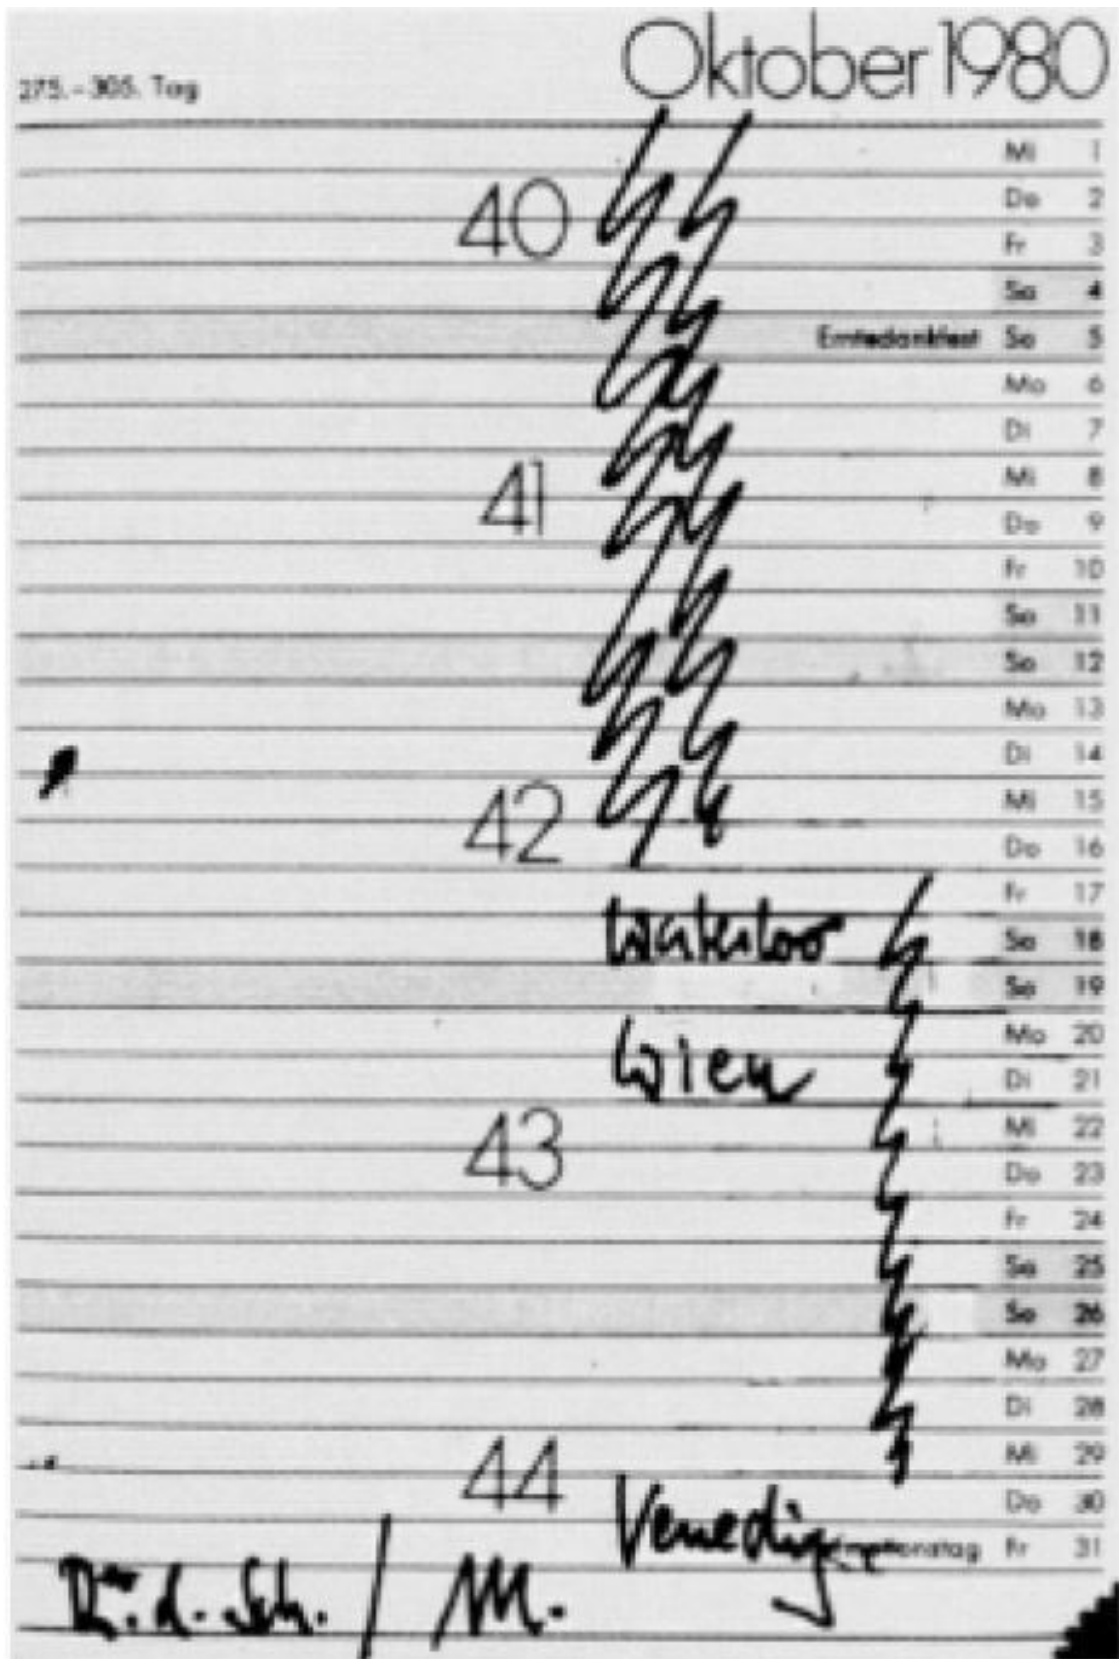 Oktober 1980
275.-305. Tag
Mi 1
40 Do 2
Fr 3
Sa 4
Erntedankfest So 5
Mo 6
Di 7
41 Mi 8
Do 9
Fr 10
Sa 11
So 12
Mo 13
Di 14
42 Mi 15
Do 16
Fr 17
Waterloo Sa 18
So 19
Mo 20
Wien Di 21
43 Mi 22
Do 23
Fr 24
Sa 25
So 26
Mo 27
Di 28
44 Mi 29
Venedig Do 30
Fr 31
R. d. Sch. / M.